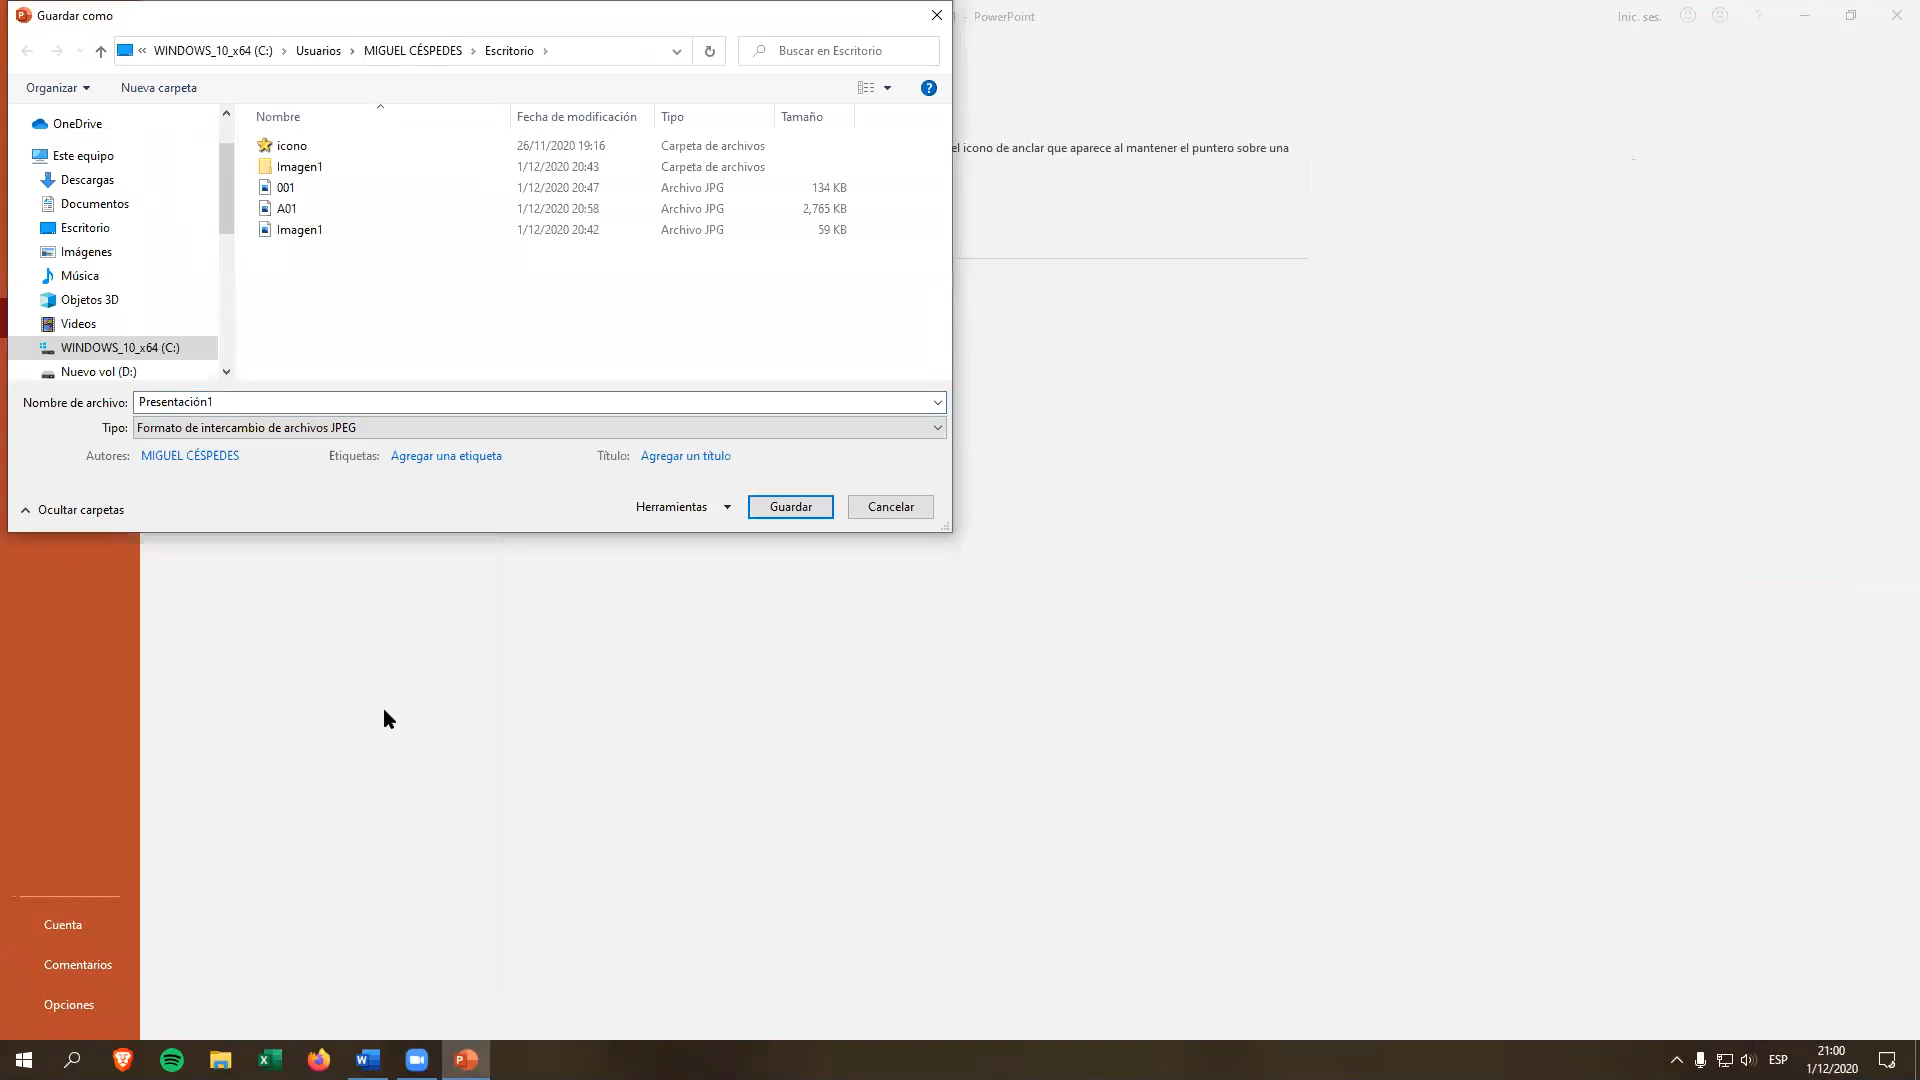 Guardar como
- PowerPoint
Inic. ses.
« WINDOWS_10_x64 (C:) › Usuarios › MIGUEL CÉSPEDES › Escritorio ›
Buscar en Escritorio
Organizar
Nueva carpeta
OneDrive
Este equipo
Descargas
Documentos
Escritorio
Imágenes
Música
Objetos 3D
Videos
WINDOWS_10_x64 (C:)
Nuevo vol (D:)
Nombre Fecha de modificación Tipo Tamaño
icono 26/11/2020 19:16 Carpeta de archivos
Imagen1 1/12/2020 20:43 Carpeta de archivos
001 1/12/2020 20:47 Archivo JPG 134 KB
A01 1/12/2020 20:58 Archivo JPG 2,765 KB
Imagen1 1/12/2020 20:42 Archivo JPG 59 KB
el icono de anclar que aparece al mantener el puntero sobre una
Nombre de archivo: Presentación1
Tipo: Formato de intercambio de archivos JPEG
Autores: MIGUEL CÉSPEDES Etiquetas: Agregar una etiqueta Título: Agregar un título
Ocultar carpetas
Herramientas
Guardar
Cancelar
Cuenta
Comentarios
Opciones
ESP
21:00
1/12/2020